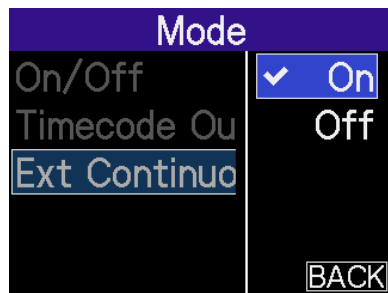 Mode
On/Off
Timecode Ou
Ext Continuo
On
Off
BACK